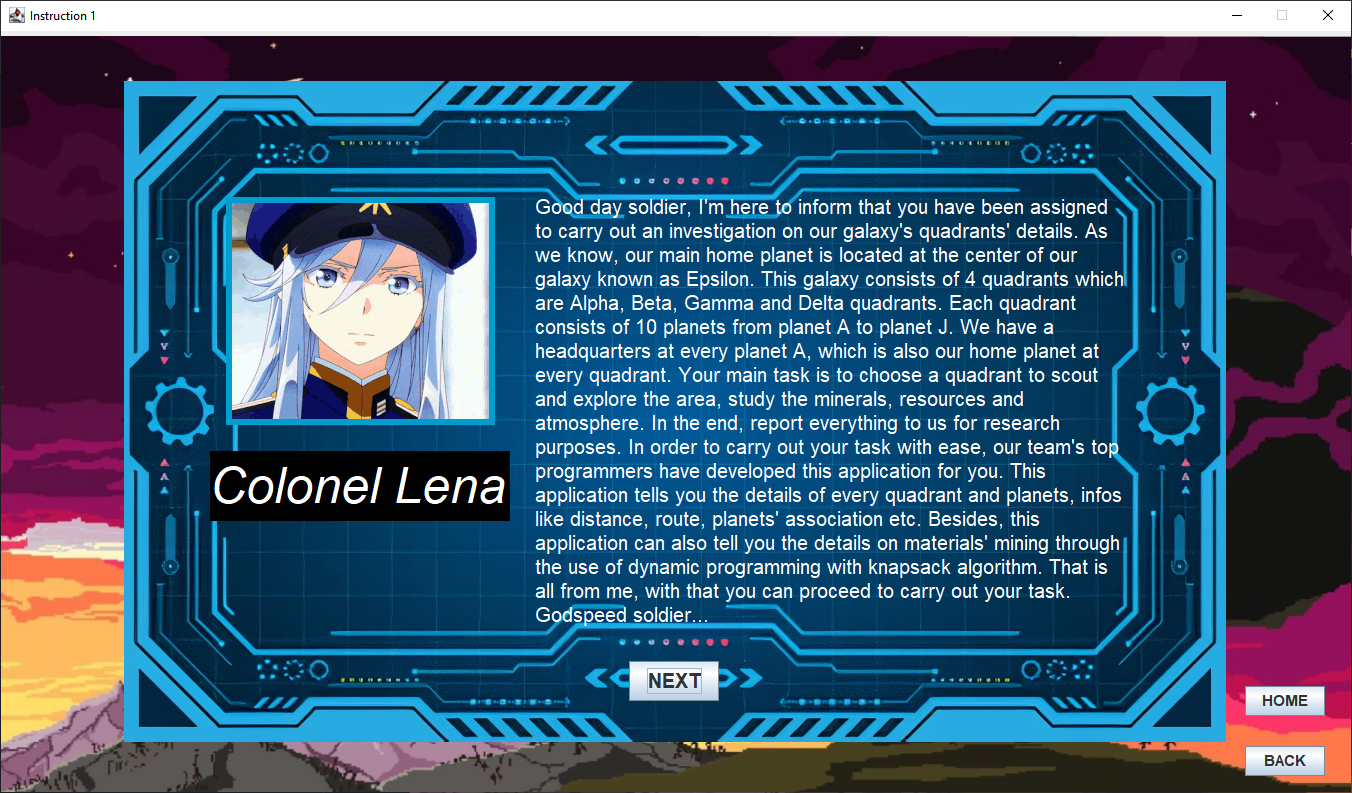 Instruction 1
Good day soldier, I'm here to inform that you have been assigned
to carry out an investigation on our galaxy's quadrants' details. As
we know, our main home planet is located at the center of our
galaxy known as Epsilon. This galaxy consists of 4 quadrants which
are Alpha, Beta, Gamma and Delta quadrants. Each quadrant
consists of 10 planets from planet A to planet J. We have a
headquarters at every planet A, which is also our home planet at
every quadrant. Your main task is to choose a quadrant to scout
and explore the area, study the minerals, resources and
atmosphere. In the end, report everything to us for research
purposes. In order to carry out your task with ease, our team's top
programmers have developed this application for you. This
application tells you the details of every quadrant and planets, infos
like distance, route, planets' association etc. Besides, this
application can also tell you the details on materials' mining through
the use of dynamic programming with knapsack algorithm. That is
all from me, with that you can proceed to carry out your task.
Godspeed soldier...
Colonel Lena
NEXT
HOME
BACK